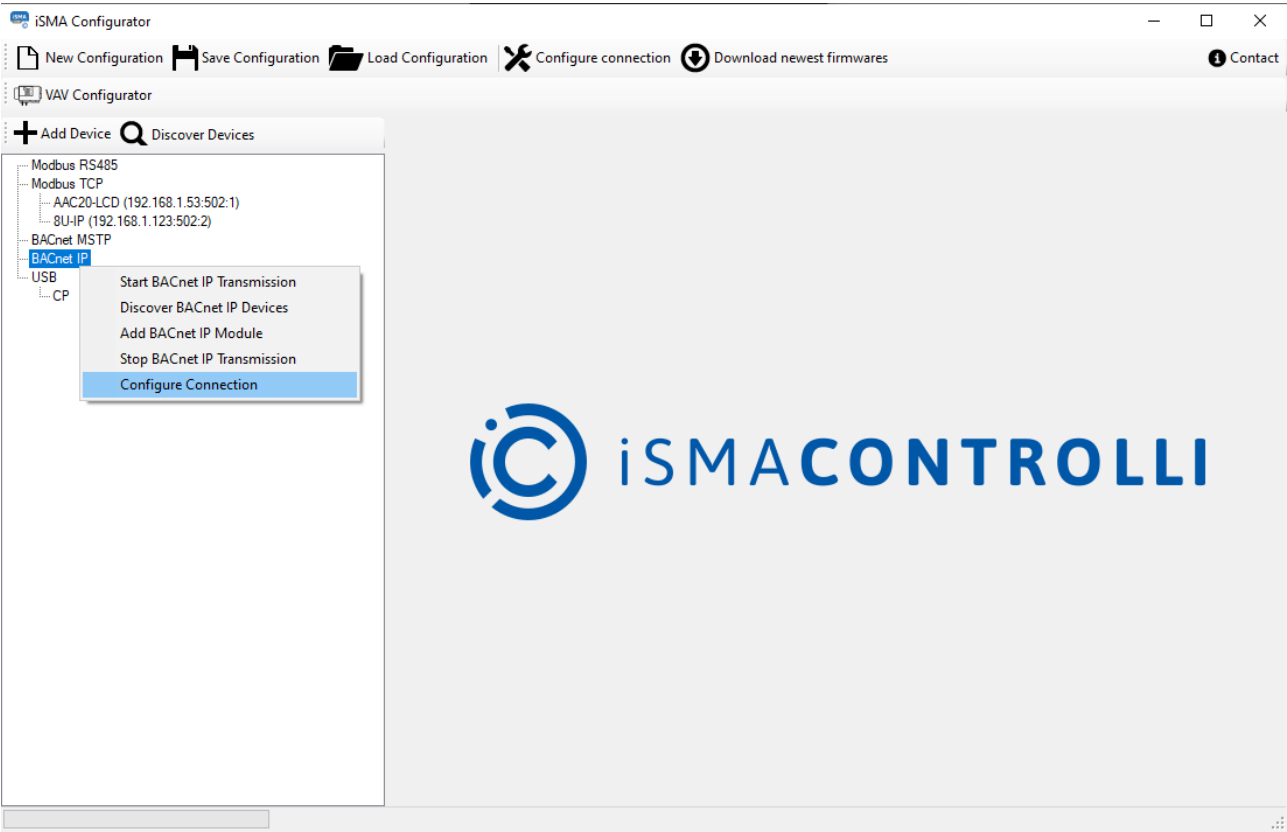 iSMA Configurator
New Configuration Save Configuration Load Configuration Configure connection Download newest firmwares Contact
VAV Configurator
Add Device Discover Devices
Modbus RS485
Modbus TCP
AAC20-LCD (192.168.1.53:502:1)
8U-IP (192.168.1.123:502:2)
BACnet MSTP
BACnet IP
USB
CP
Start BACnet IP Transmission
Discover BACnet IP Devices
Add BACnet IP Module
Stop BACnet IP Transmission
Configure Connection
iSMACONTROLLI